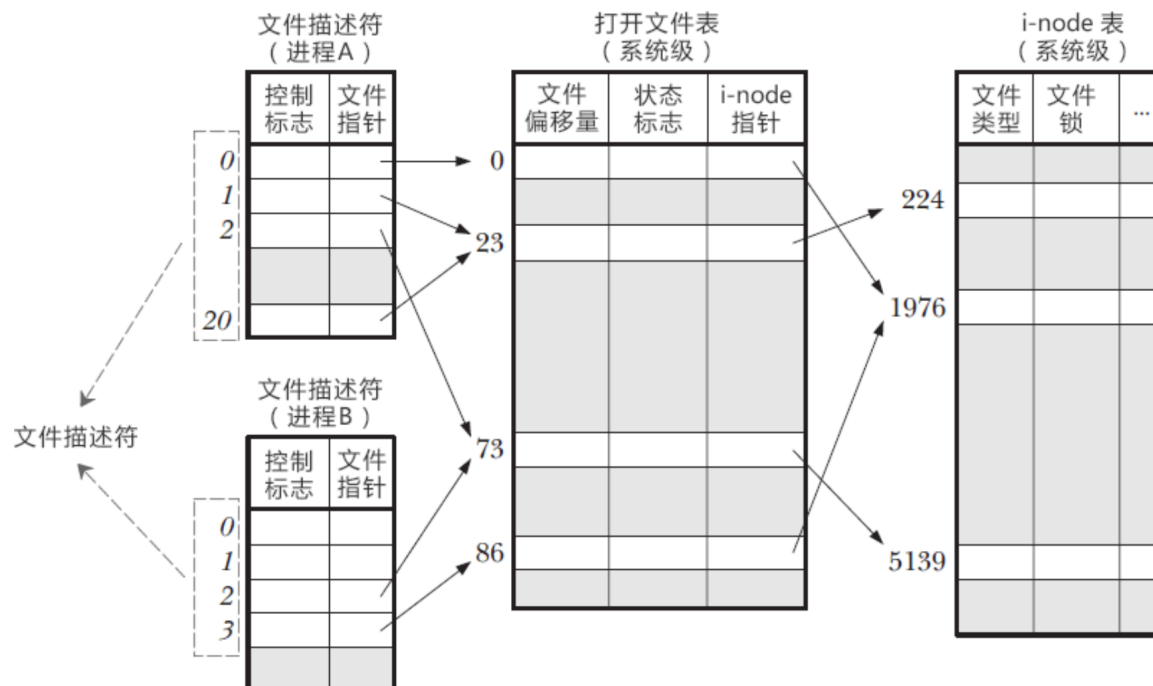 文件描述符
（进程A）
控制
标志
文件
指针
0
1
2
20
文件描述符
文件描述符
（进程B）
控制
标志
文件
指针
0
1
2
3
打开文件表
（系统级）
文件
偏移量
状态
标志
i-node
指针
0
23
73
86
i-node 表
（系统级）
文件
类型
文件
锁
...
224
1976
5139